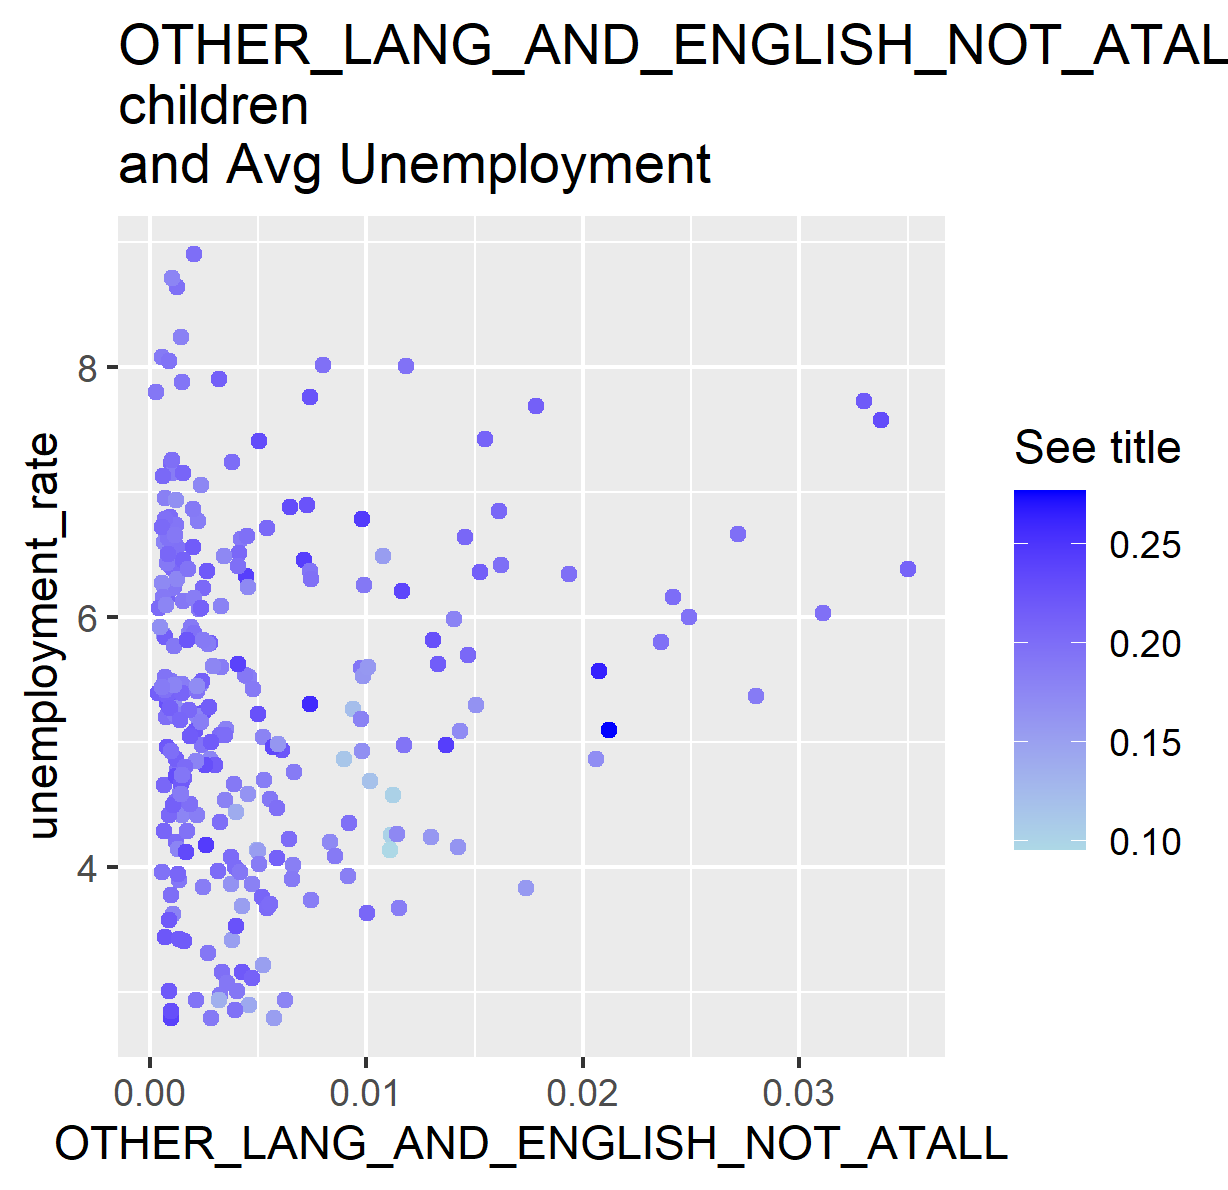 OTHER_LANG_AND_ENGLISH_NOT_ATAL
children
and Avg Unemployment
See title
0.25
0.20
0.15
0.10
unemployment_rate
8
6
4
0.00 0.01 0.02 0.03
OTHER_LANG_AND_ENGLISH_NOT_ATALL